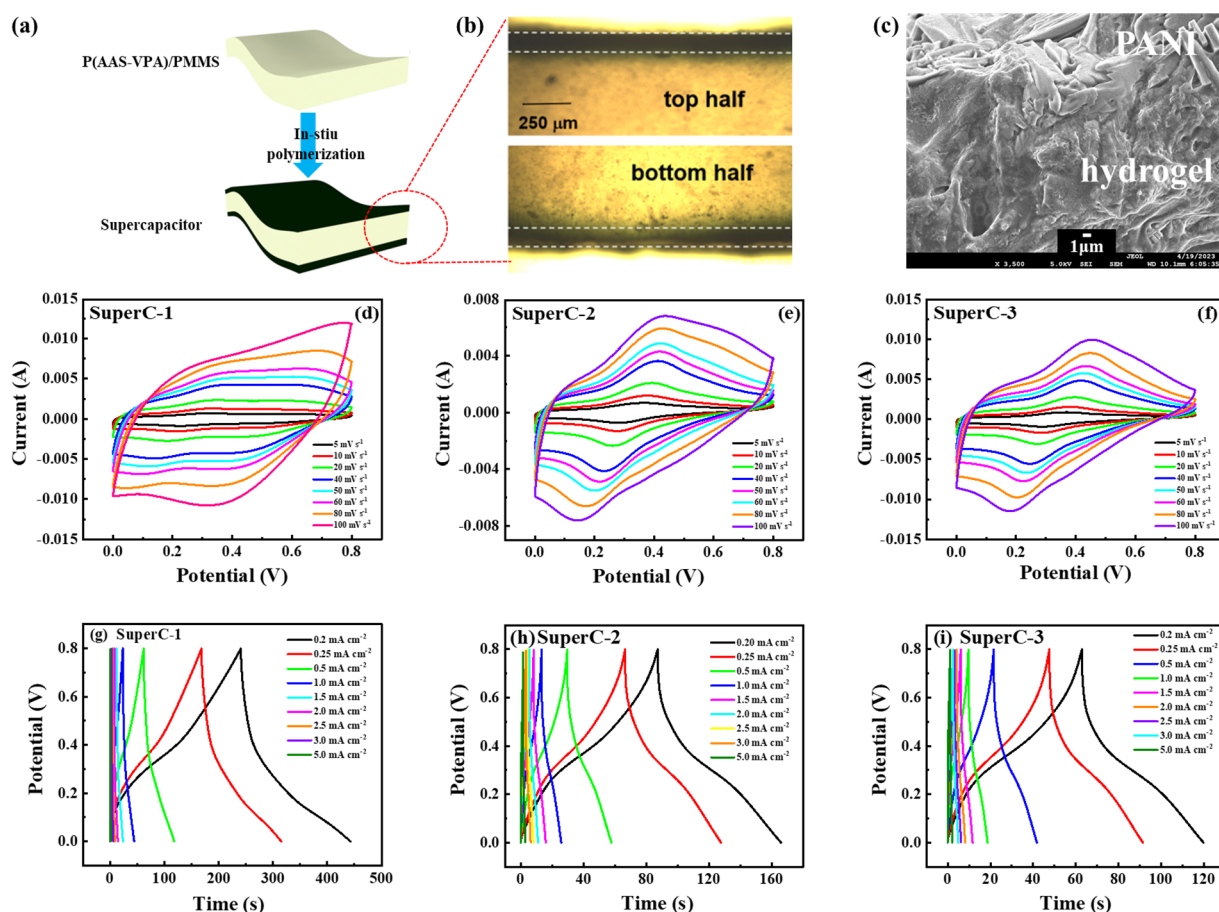 (a)
P(AAS-VPA)/PMMS
In-stiu
polymerization
Supercapacitor
(b)
top half
250 μm
bottom half
(c)
PANI
hydrogel
1μm
X 3,500 5.0kV SEI SEM JEOL WD 10.1mm 4/19/2023 6:05:35
0.015
0.010
0.005
0.000
-0.005
-0.010
-0.015
Current (A)
SuperC-1
(d)
5 mV s-1
10 mV s-1
20 mV s-1
40 mV s-1
50 mV s-1
60 mV s-1
80 mV s-1
100 mV s-1
0.0 0.2 0.4 0.6 0.8
Potential (V)
0.008
0.004
0.000
-0.004
-0.008
Current (A)
SuperC-2
(e)
5 mV s-1
10 mV s-1
20 mV s-1
40 mV s-1
50 mV s-1
60 mV s-1
80 mV s-1
100 mV s-1
0.0 0.2 0.4 0.6 0.8
Potential (V)
0.015
0.010
0.005
0.000
-0.005
-0.010
-0.015
Current (A)
SuperC-3
(f)
5 mV s-1
10 mV s-1
20 mV s-1
40 mV s-1
50 mV s-1
60 mV s-1
80 mV s-1
100 mV s-1
0.0 0.2 0.4 0.6 0.8
Potential (V)
0.8
0.6
0.4
0.2
0.0
Potential (V)
(g) SuperC-1
0.2 mA cm-2
0.25 mA cm-2
0.5 mA cm-2
1.0 mA cm-2
1.5 mA cm-2
2.0 mA cm-2
2.5 mA cm-2
3.0 mA cm-2
5.0 mA cm-2
0 100 200 300 400 500
Time (s)
0.8
0.6
0.4
0.2
0.0
Potential (V)
(h) SuperC-2
0.20 mA cm-2
0.25 mA cm-2
0.5 mA cm-2
1.0 mA cm-2
1.5 mA cm-2
2.0 mA cm-2
2.5 mA cm-2
3.0 mA cm-2
5.0 mA cm-2
0 40 80 120 160
Time (s)
0.8
0.6
0.4
0.2
0.0
Potential (V)
(i) SuperC-3
0.2 mA cm-2
0.25 mA cm-2
0.5 mA cm-2
1.0 mA cm-2
1.5 mA cm-2
2.0 mA cm-2
2.5 mA cm-2
3.0 mA cm-2
5.0 mA cm-2
0 20 40 60 80 100 120
Time (s)